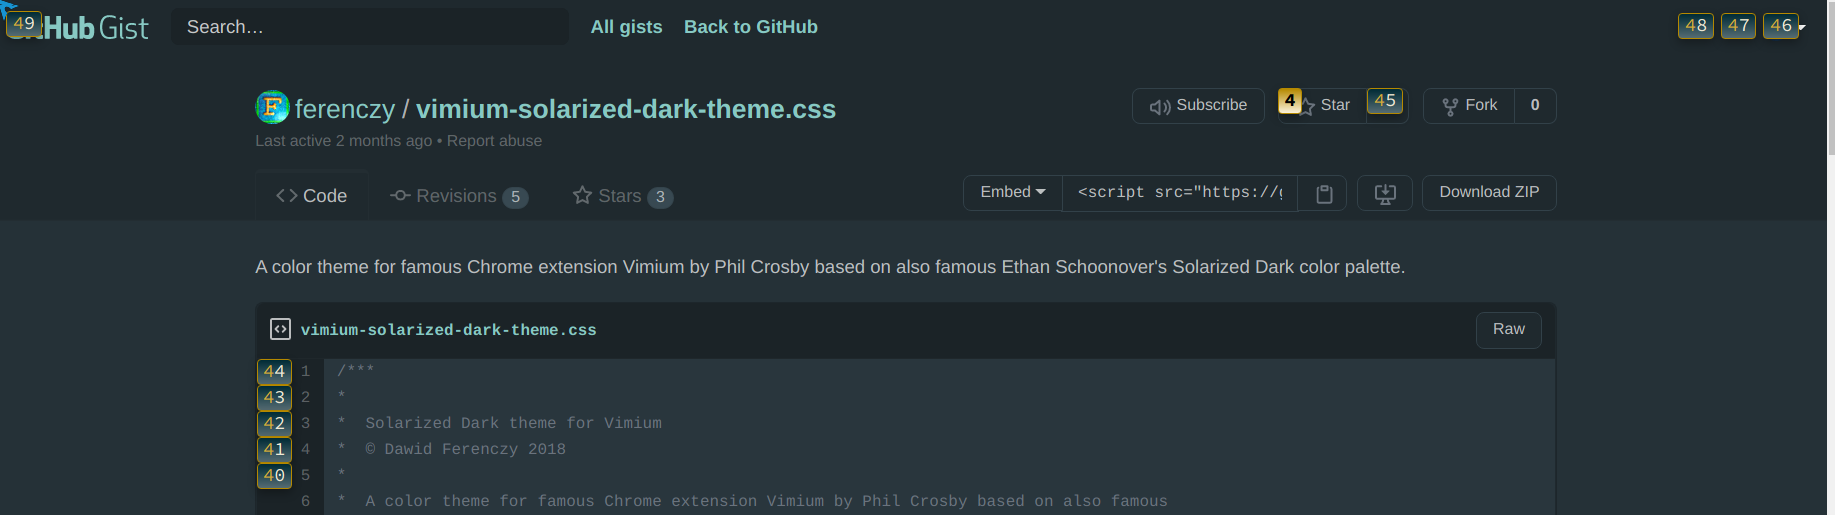 49 Hub Gist Search… All gists Back to GitHub 48 47 46
ferenczy / vimium-solarized-dark-theme.css Subscribe 4 Star 45 Fork 0
Last active 2 months ago • Report abuse
Code Revisions 5 Stars 3 Embed <script src="https://g Download ZIP
A color theme for famous Chrome extension Vimium by Phil Crosby based on also famous Ethan Schoonover's Solarized Dark color palette.
vimium-solarized-dark-theme.css Raw
44 1 /***
43 2 *
42 3 * Solarized Dark theme for Vimium
41 4 * © Dawid Ferenczy 2018
40 5 *
6 * A color theme for famous Chrome extension Vimium by Phil Crosby based on also famous